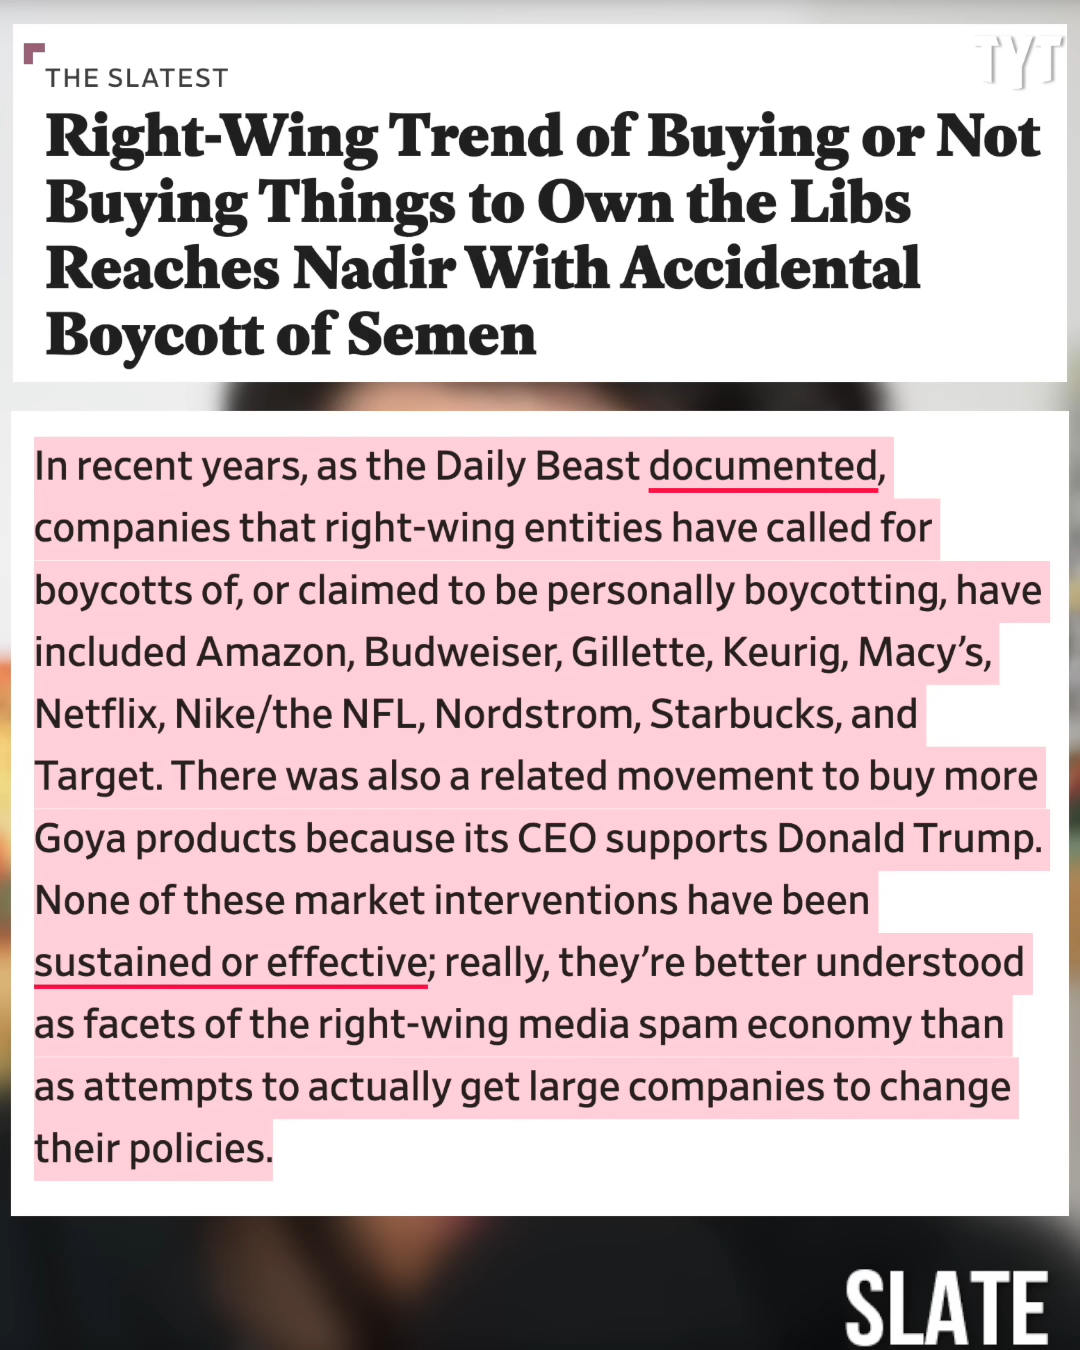 TYT
THE SLATEST
Right-Wing Trend of Buying or Not
Buying Things to Own the Libs
Reaches Nadir With Accidental
Boycott of Semen
In recent years, as the Daily Beast documented,
companies that right-wing entities have called for
boycotts of, or claimed to be personally boycotting, have
included Amazon, Budweiser, Gillette, Keurig, Macy’s,
Netflix, Nike/the NFL, Nordstrom, Starbucks, and
Target. There was also a related movement to buy more
Goya products because its CEO supports Donald Trump.
None of these market interventions have been
sustained or effective; really, they’re better understood
as facets of the right-wing media spam economy than
as attempts to actually get large companies to change
their policies.
SLATE